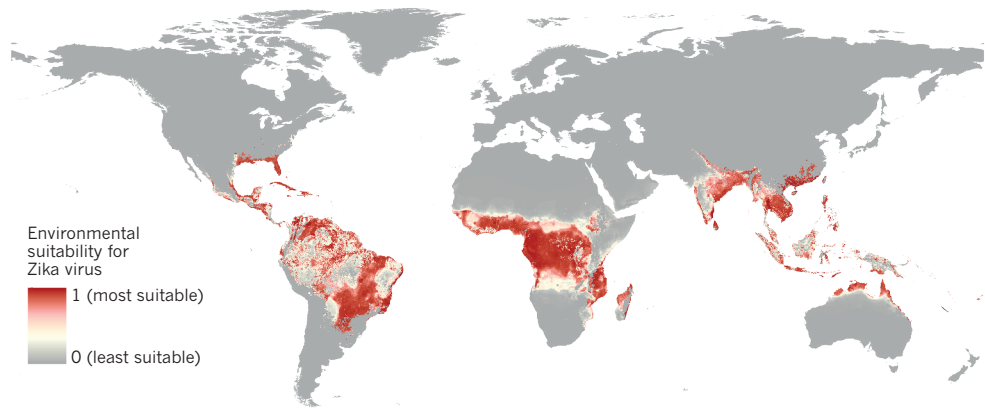 Environmental
suitability for
Zika virus
1 (most suitable)
0 (least suitable)